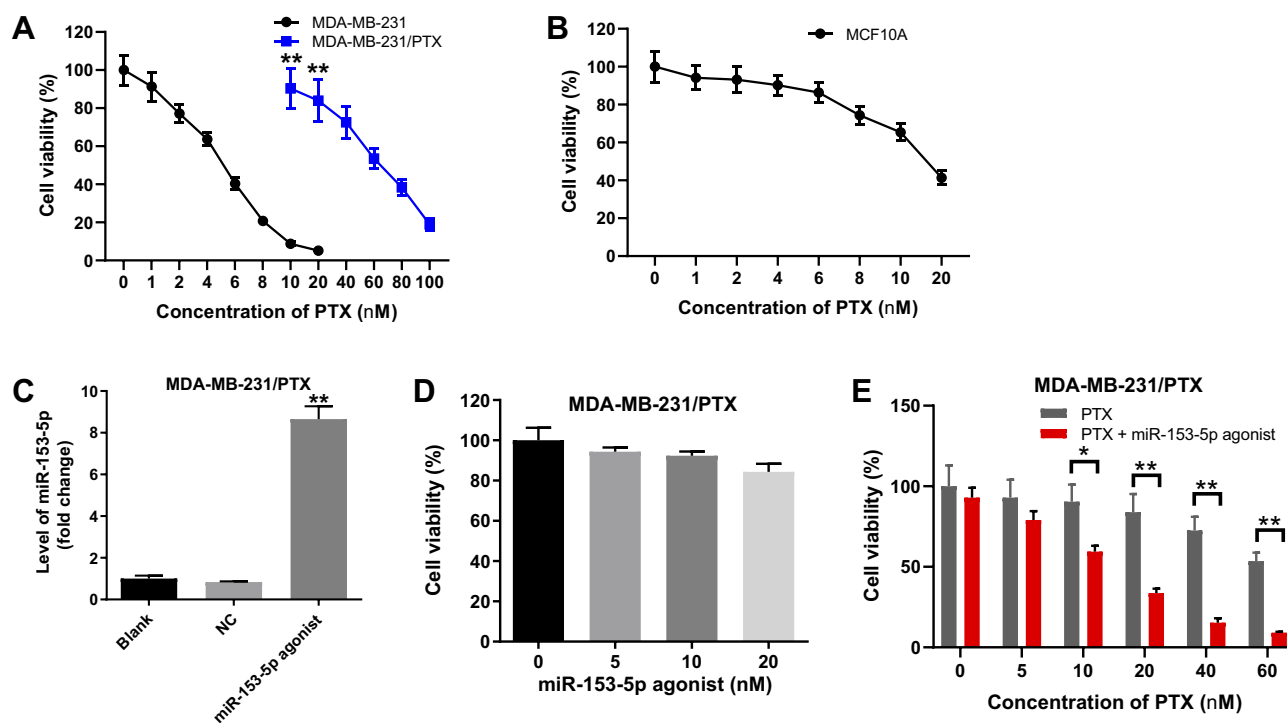 A
MDA-MB-231
MDA-MB-231/PTX
** **
Cell viability (%)
120
100
80
60
40
20
0
0 1 2 4 6 8 10 20 40 60 80 100
Concentration of PTX (nM)
B
MCF10A
Cell viability (%)
120
100
80
60
40
20
0
0 1 2 4 6 8 10 20
Concentration of PTX (nM)
C
MDA-MB-231/PTX
Level of miR-153-5p
(fold change)
10
8
6
4
2
0
**
Blank
NC
miR-153-5p agonist
D
MDA-MB-231/PTX
Cell viability (%)
120
100
80
60
40
20
0
0 5 10 20
miR-153-5p agonist (nM)
E
MDA-MB-231/PTX
PTX
PTX + miR-153-5p agonist
Cell viability (%)
150
100
50
0
* ** ** **
0 5 10 20 40 60
Concentration of PTX (nM)